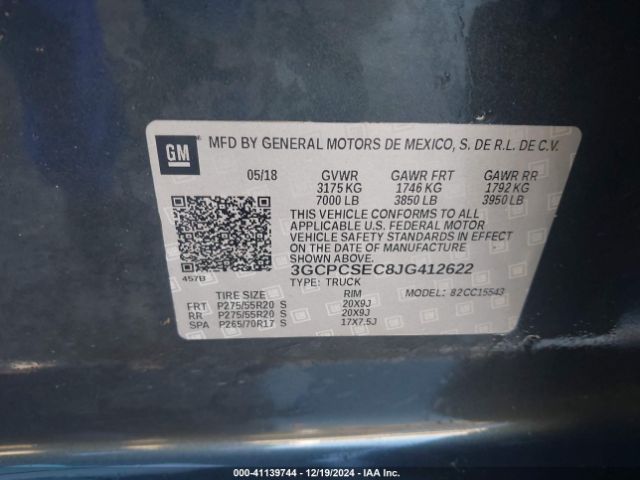 GM
MFD BY GENERAL MOTORS DE MEXICO, S. DE R.L. DE C.V.
05/18 GVWR GAWR FRT GAWR RR
3175 KG 1746 KG 1792 KG
7000 LB 3850 LB 3950 LB
THIS VEHICLE CONFORMS TO ALL
APPLICABLE U.S. FEDERAL MOTOR
VEHICLE SAFETY STANDARDS IN EFFECT
ON THE DATE OF MANUFACTURE
SHOWN ABOVE.
3GCPCSEC8JG412622
457B
TYPE: TRUCK
MODEL: 82CC15543
TIRE SIZE RIM
FRT P275/55R20 S 20X9J
RR P275/55R20 S 20X9J
SPA P265/70R17 S 17X7.5J
000-41139744 - 12/19/2024 - IAA Inc.